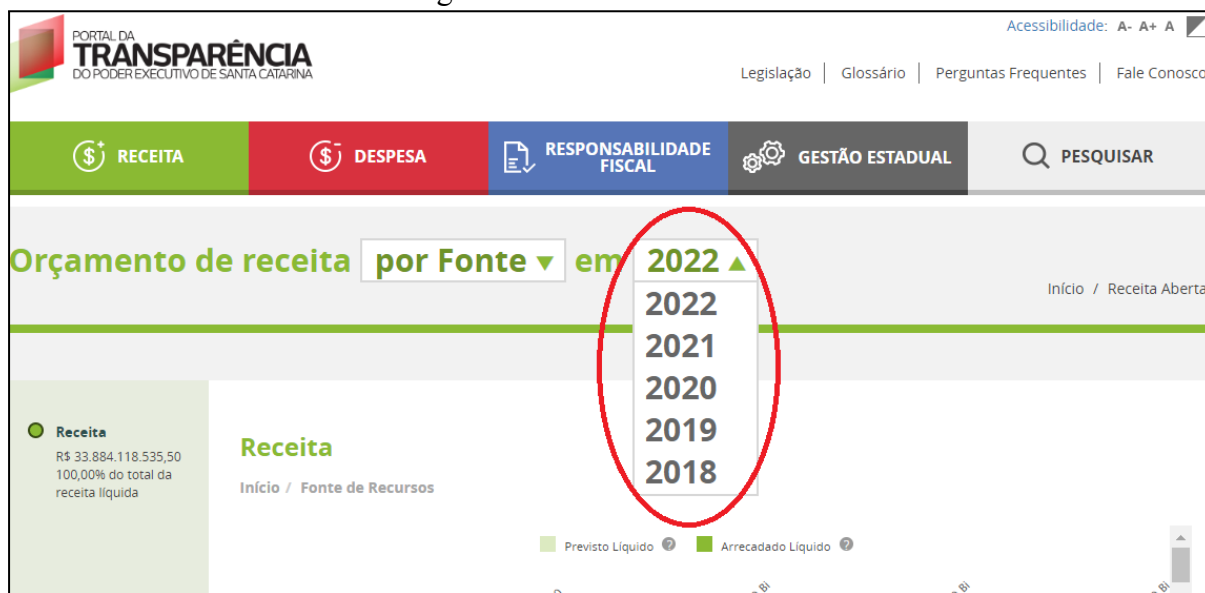 PORTAL DA
TRANSPARÊNCIA
DO PODER EXECUTIVO DE SANTA CATARINA
Acessibilidade: A- A+ A
Legislação | Glossário | Perguntas Frequentes | Fale Conosco
RECEITA
DESPESA
RESPONSABILIDADE
FISCAL
GESTÃO ESTADUAL
PESQUISAR
Orçamento de receita por Fonte ▼ em 2022 ▲
2022
2021
2020
2019
2018
Início / Receita Aberta
Receita
R$ 33.884.118.535,50
100,00% do total da
receita líquida
Receita
Início / Fonte de Recursos
Previsto Líquido ? Arrecadado Líquido ?
Bi
Bi
Bi